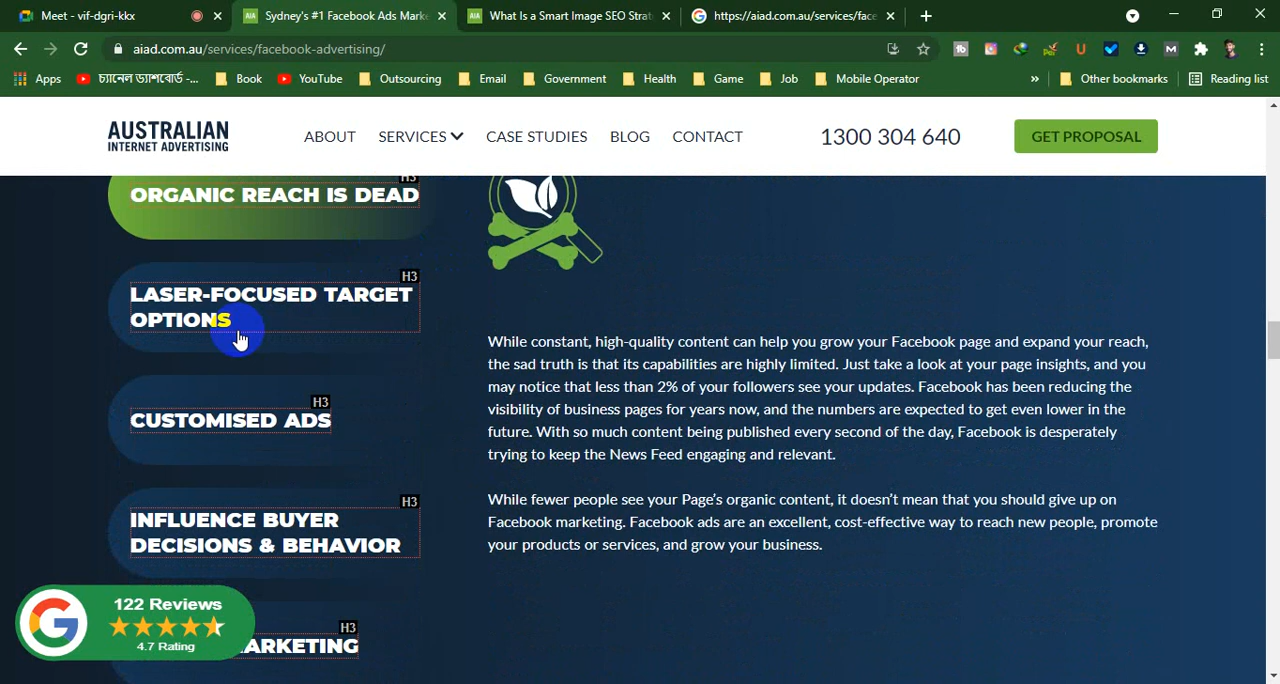 Meet - vif-dgri-kkx
Sydney's #1 Facebook Ads Marke
What Is a Smart Image SEO Strat
https://aiad.com.au/services/face
aiad.com.au/services/facebook-advertising/
Apps
চ্যানেল ড্যাশবোর্ড -...
Book
YouTube
Outsourcing
Email
Government
Health
Game
Job
Mobile Operator
»
Other bookmarks
Reading list
AUSTRALIAN
INTERNET ADVERTISING
ABOUT
SERVICES
CASE STUDIES
BLOG
CONTACT
1300 304 640
GET PROPOSAL
H3
ORGANIC REACH IS DEAD
H3
LASER-FOCUSED TARGET
OPTIONS
H3
CUSTOMISED ADS
H3
INFLUENCE BUYER
DECISIONS & BEHAVIOR
H3
ARKETING
While constant, high-quality content can help you grow your Facebook page and expand your reach,
the sad truth is that its capabilities are highly limited. Just take a look at your page insights, and you
may notice that less than 2% of your followers see your updates. Facebook has been reducing the
visibility of business pages for years now, and the numbers are expected to get even lower in the
future. With so much content being published every second of the day, Facebook is desperately
trying to keep the News Feed engaging and relevant.
While fewer people see your Page's organic content, it doesn't mean that you should give up on
Facebook marketing. Facebook ads are an excellent, cost-effective way to reach new people, promote
your products or services, and grow your business.
122 Reviews
4.7 Rating